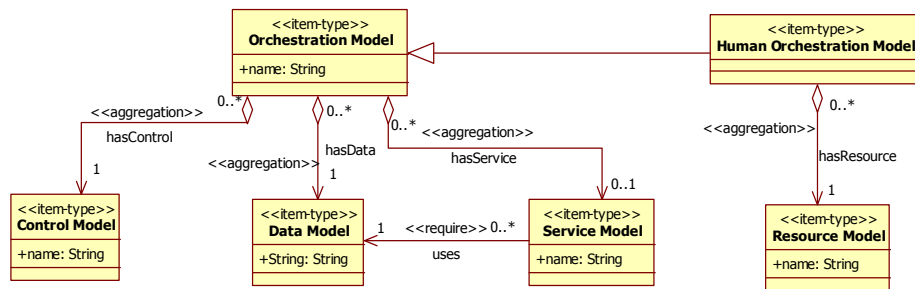 <<item-type>>
Orchestration Model
+name: String
<<item-type>>
Human Orchestration Model
<<aggregation>>
0..*
hasControl
1
0..*
<<aggregation>>
hasData
1
0..*
<<aggregation>>
hasService
0..1
0..*
<<aggregation>>
hasResource
1
<<item-type>>
Control Model
+name: String
<<item-type>>
Data Model
+String: String
1
<<require>>
0..*
uses
<<item-type>>
Service Model
+name: String
<<item-type>>
Resource Model
+name: String